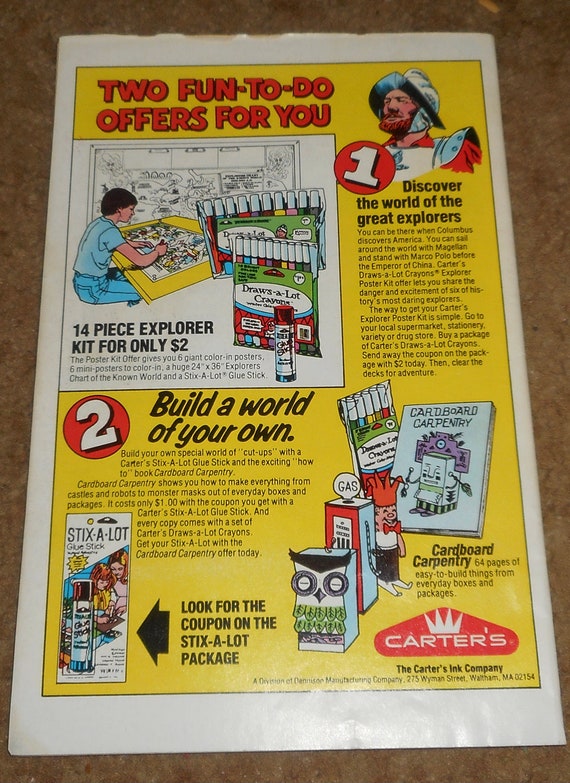 TWO FUN-TO-DO
OFFERS FOR YOU
1
Discover
the world of the
great explorers
You can be there when Columbus
discovers America. You can sail
around the world with Magellan
and stand with Marco Polo before
the Emperor of China. Carter's
Draws-a-Lot Crayons® Explorer
Poster Kit offer lets you share the
danger and excitement of six of his-
tory's most daring explorers.
The way to get your Carter's
Explorer Poster Kit is simple. Go to
your local supermarket, stationery,
variety or drug store. Buy a package
of Carter's Draws-a-Lot Crayons.
Send away the coupon on the pack-
age with $2 today. Then, clear the
decks for adventure.
Draws-a-Lot
Draws-a-Lot
Crayons
14 PIECE EXPLORER
KIT FOR ONLY $2
The Poster Kit Offer gives you 6 giant color-in posters,
6 mini-posters to color-in, a huge 24" x 36" Explorers
Chart of the Known World and a Stix-A-Lot® Glue Stick.
2
Build a world
of your own.
Build your own special world of "cut-ups" with a
Carter's Stix-A-Lot Glue Stick and the exciting "how
to" book Cardboard Carpentry.
Cardboard Carpentry shows you how to make everything from
castles and robots to monster masks out of everyday boxes and
packages. It costs only $1.00 with the coupon you get with a
Carter's Stix-A-Lot Glue Stick. And
every copy comes with a set of
Carter's Draws-a-Lot Crayons.
Get your Stix-A-Lot with the
Cardboard Carpentry offer today.
Draws-a-Lot
Crayons
CARDBOARD
CARPENTRY
GAS
STIX-A-LOT
Glue Stick
Glue
Stick
LOOK FOR THE
COUPON ON THE
STIX-A-LOT
PACKAGE
Cardboard
Carpentry 64 pages of
easy-to-build things from
everyday boxes and
packages.
CARTER'S
The Carter's Ink Company
A Division of Dennison Manufacturing Company, 275 Wyman Street, Waltham, MA 02154